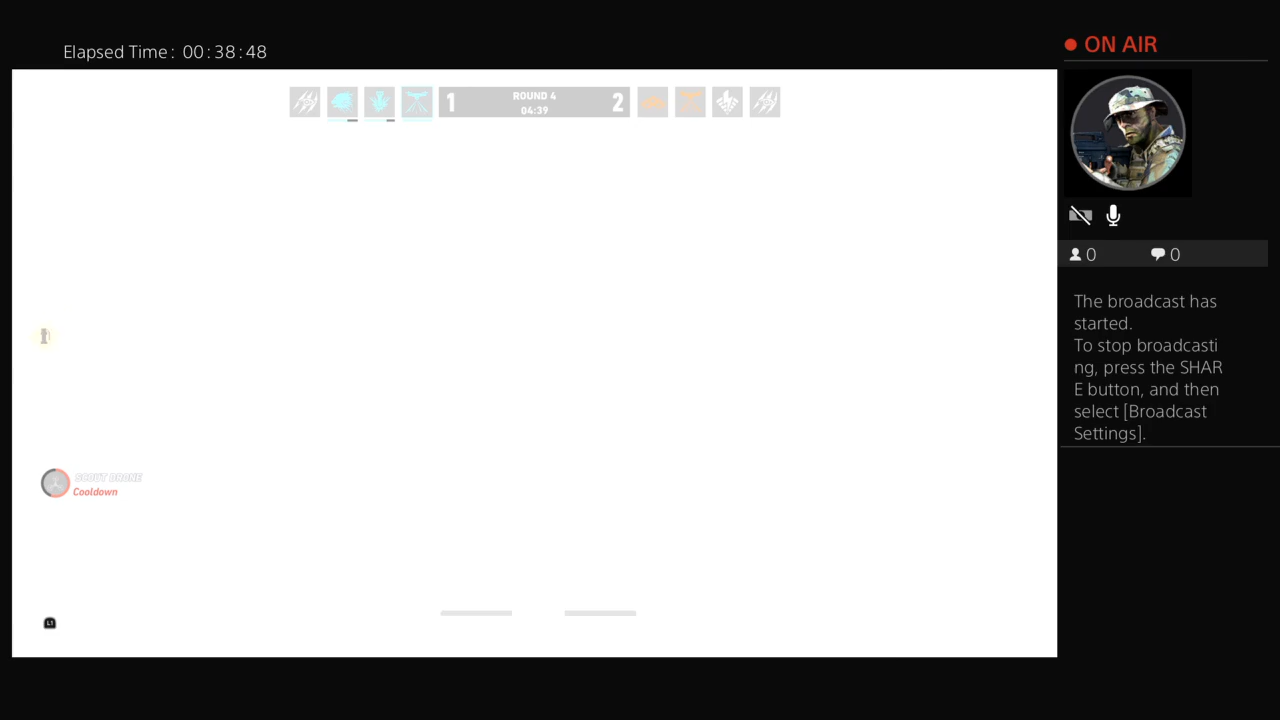 Elapsed Time: 00:38:48
ON AIR
1
ROUND 4
04:39
2
0
0
The broadcast has
started.
To stop broadcasti
ng, press the SHAR
E button, and then
select [Broadcast
Settings].
SCOUT DRONE
Cooldown
L1